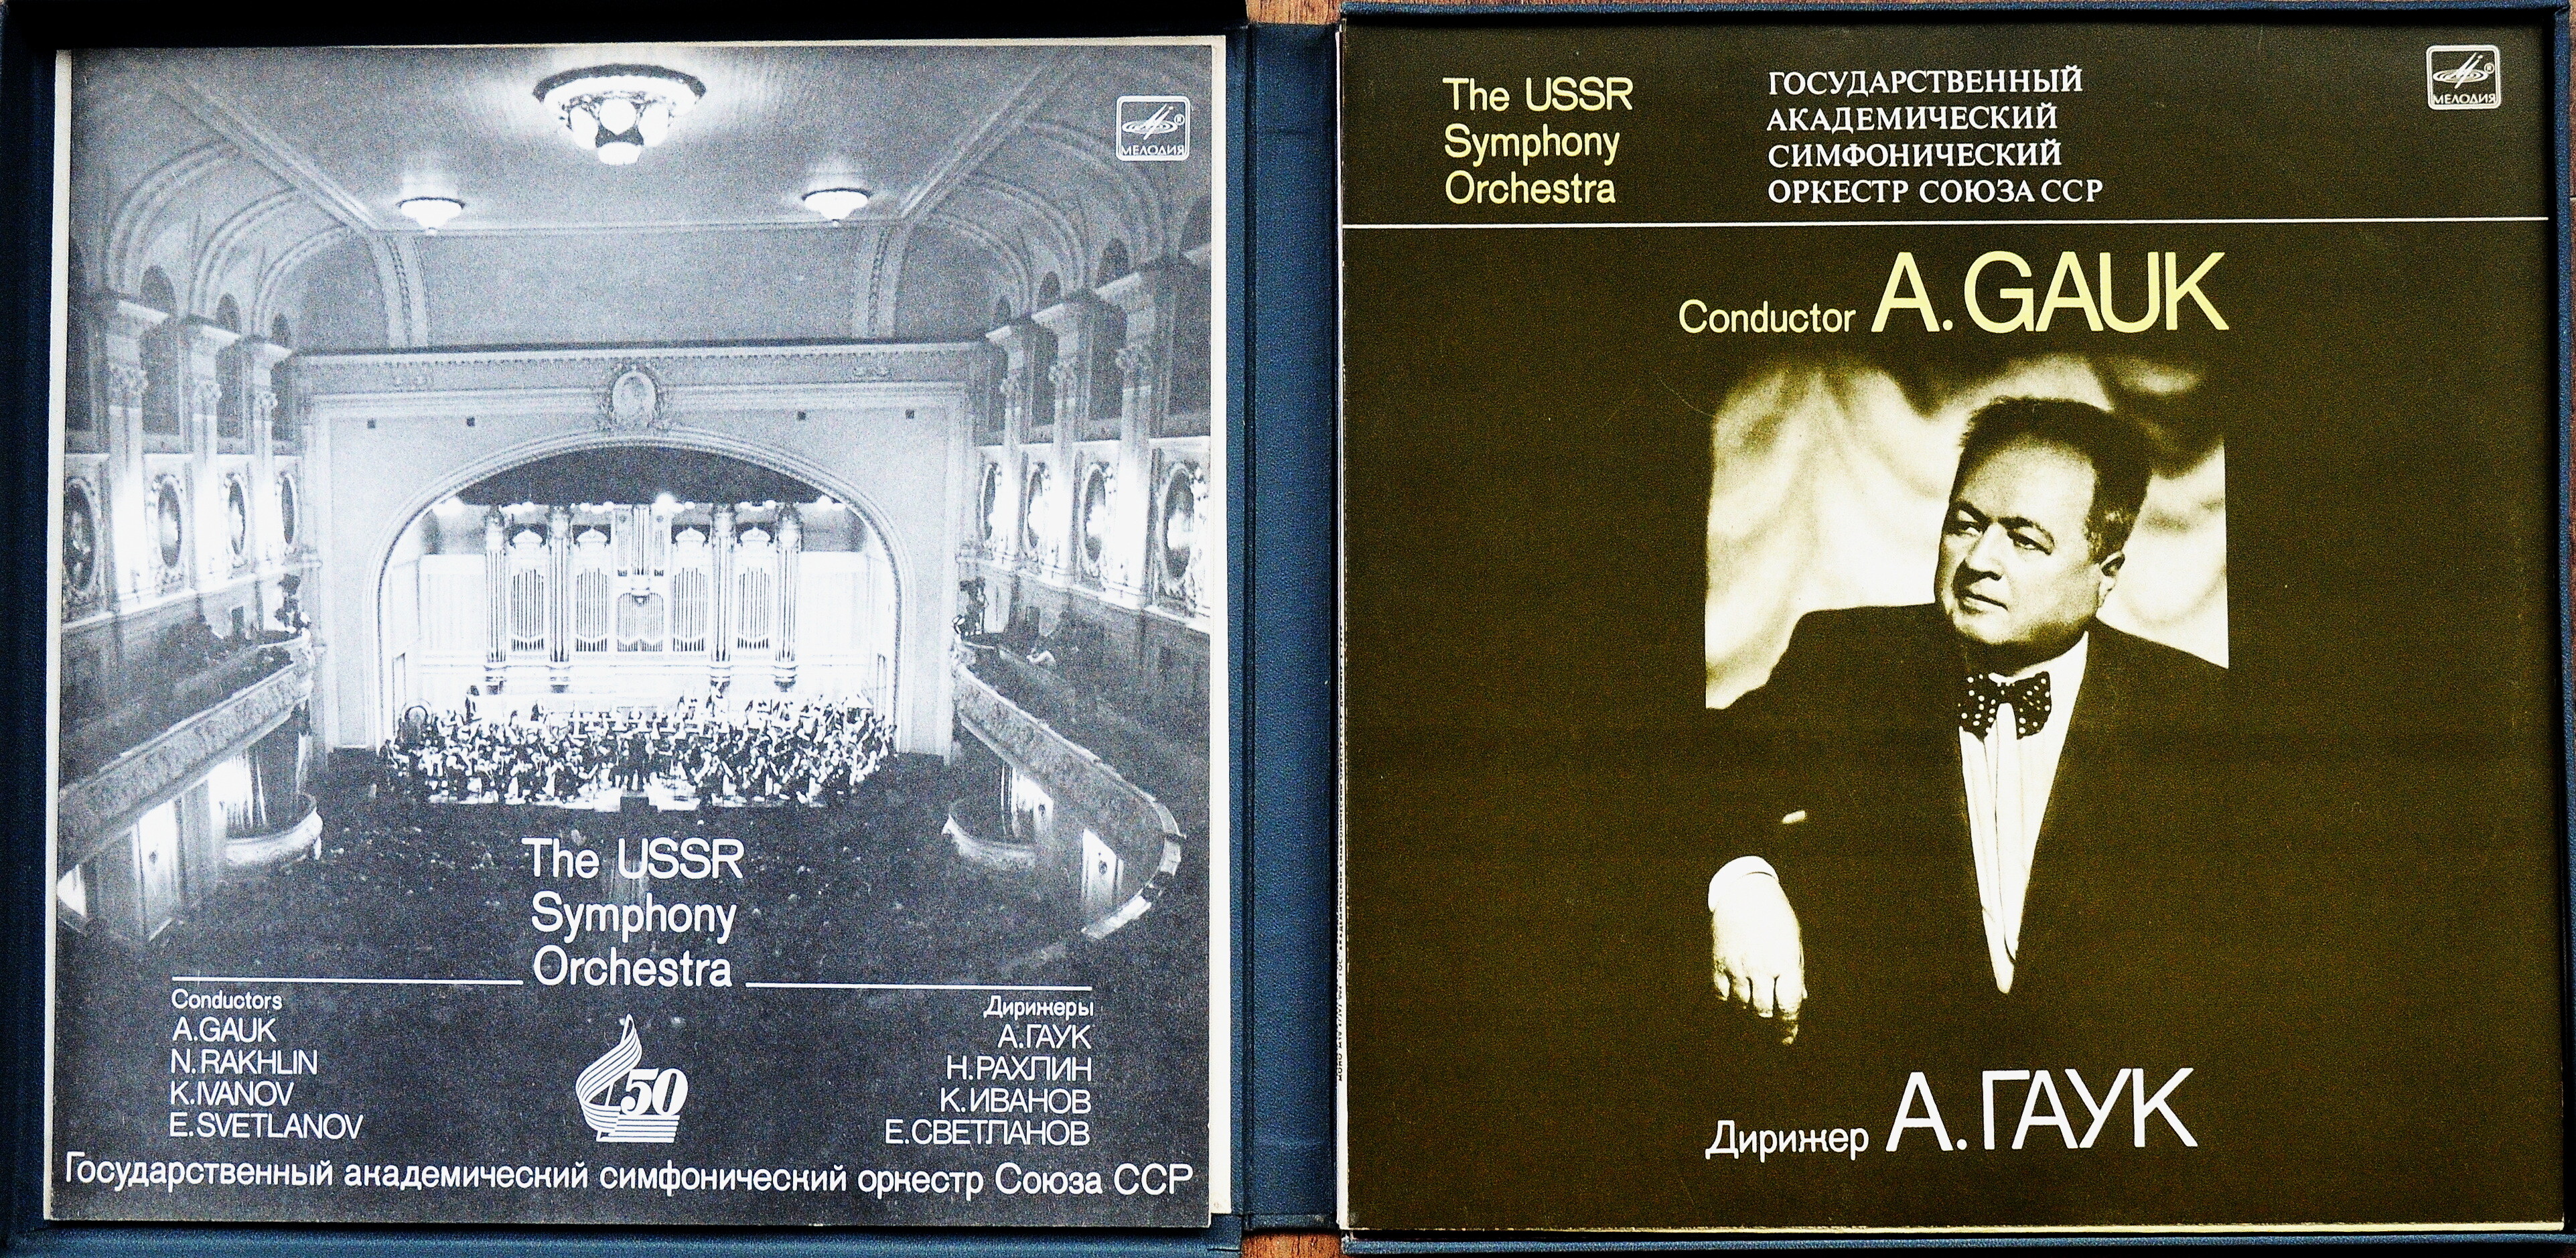 МЕЛОДИЯ
The USSR
Symphony
Orchestra
Conductors
A.GAUK
N.RAKHLIN
K.IVANOV
E.SVETLANOV
50
Дирижеры
А.ГАУК
Н.РАХЛИН
К.ИВАНОВ
Е.СВЕТЛАНОВ
Государственный академический симфонический оркестр Союза ССР
The USSR
Symphony
Orchestra
ГОСУДАРСТВЕННЫЙ
АКАДЕМИЧЕСКИЙ
СИМФОНИЧЕСКИЙ
ОРКЕСТР СОЮЗА ССР
МЕЛОДИЯ
Conductor A.GAUK
Дирижер А.ГАУК